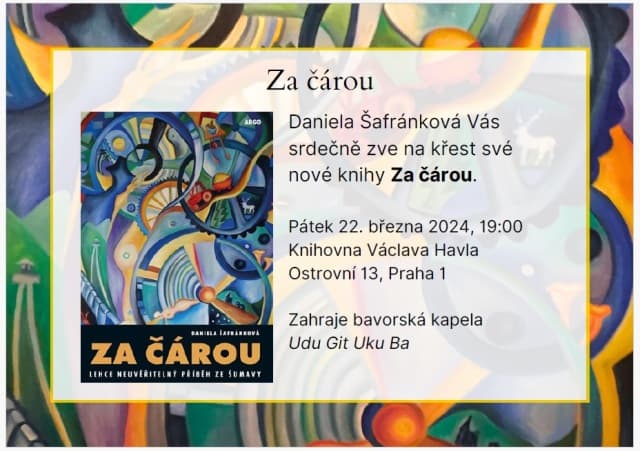 Za čárou
ARGO
DANIELA ŠAFRÁNKOVÁ
ZA ČÁROU
LEHCE NEUVĚŘITELNÝ PŘÍBĚH ZE ŠUMAVY
Daniela Šafránková Vás
srdečně zve na křest své
nové knihy Za čárou.
Pátek 22. března 2024, 19:00
Knihovna Václava Havla
Ostrovní 13, Praha 1
Zahraje bavorská kapela
Udu Git Uku Ba